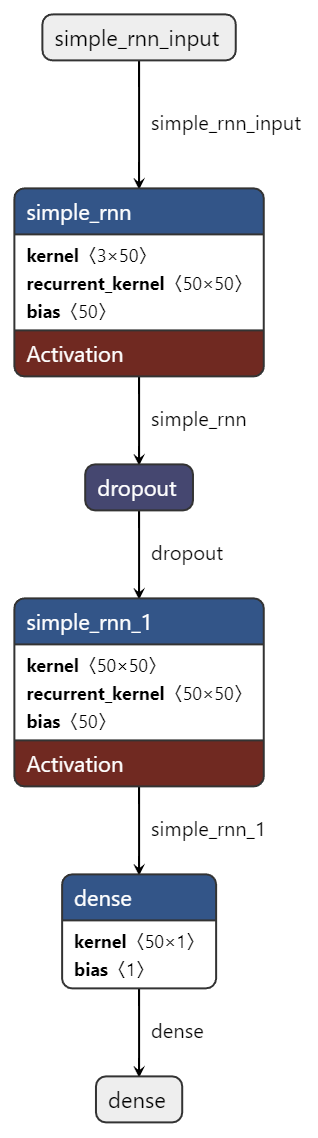 simple_rnn_input
simple_rnn_input
simple_rnn
kernel〈3×50〉
recurrent_kernel〈50×50〉
bias〈50〉
Activation
simple_rnn
dropout
dropout
simple_rnn_1
kernel〈50×50〉
recurrent_kernel〈50×50〉
bias〈50〉
Activation
simple_rnn_1
dense
kernel〈50×1〉
bias〈1〉
dense
dense